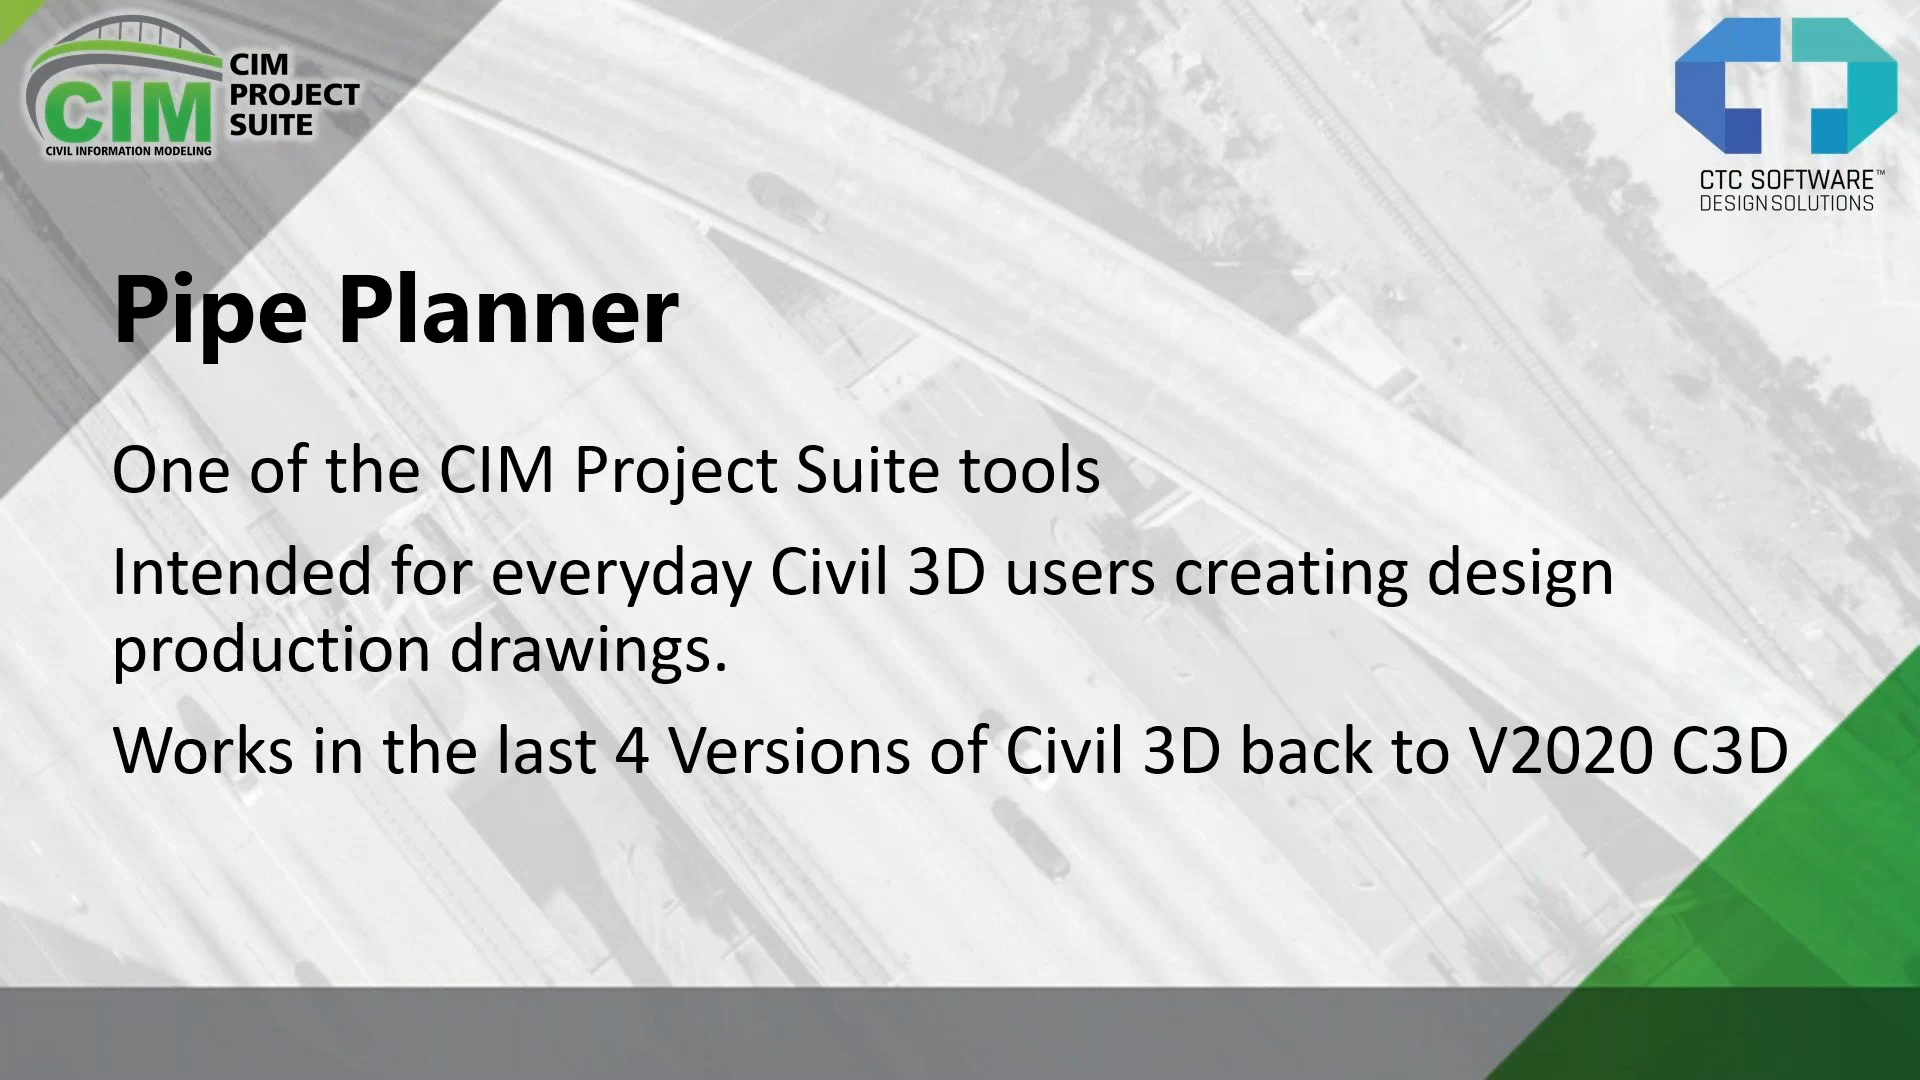 CIM
CIVIL INFORMATION MODELING
CIM
PROJECT
SUITE
CTC SOFTWARE™
DESIGN SOLUTIONS
Pipe Planner
One of the CIM Project Suite tools
Intended for everyday Civil 3D users creating design
production drawings.
Works in the last 4 Versions of Civil 3D back to V2020 C3D